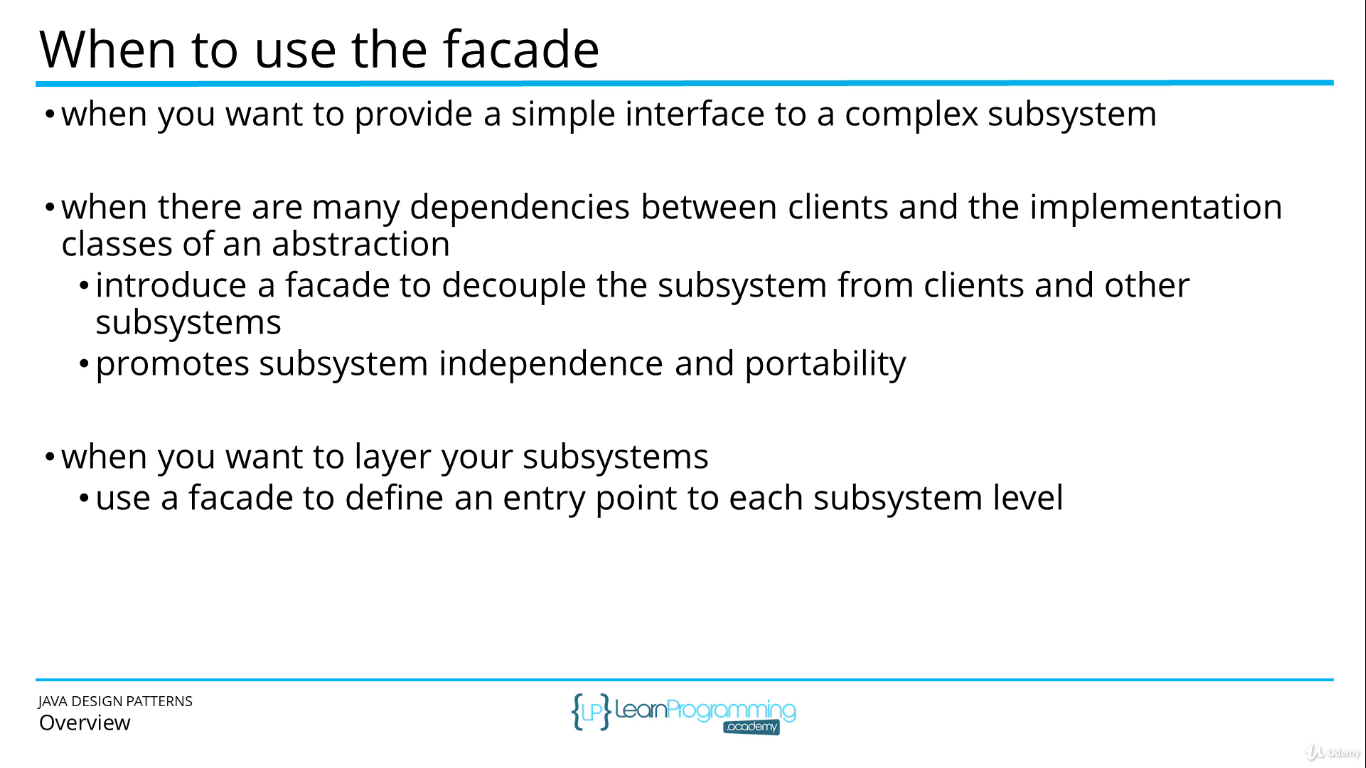 When to use the facade
• when you want to provide a simple interface to a complex subsystem
• when there are many dependencies between clients and the implementation
classes of an abstraction
• introduce a facade to decouple the subsystem from clients and other
subsystems
• promotes subsystem independence and portability
• when you want to layer your subsystems
• use a facade to define an entry point to each subsystem level
JAVA DESIGN PATTERNS
Overview
{LP} LearnProgramming
.academy
Udemy